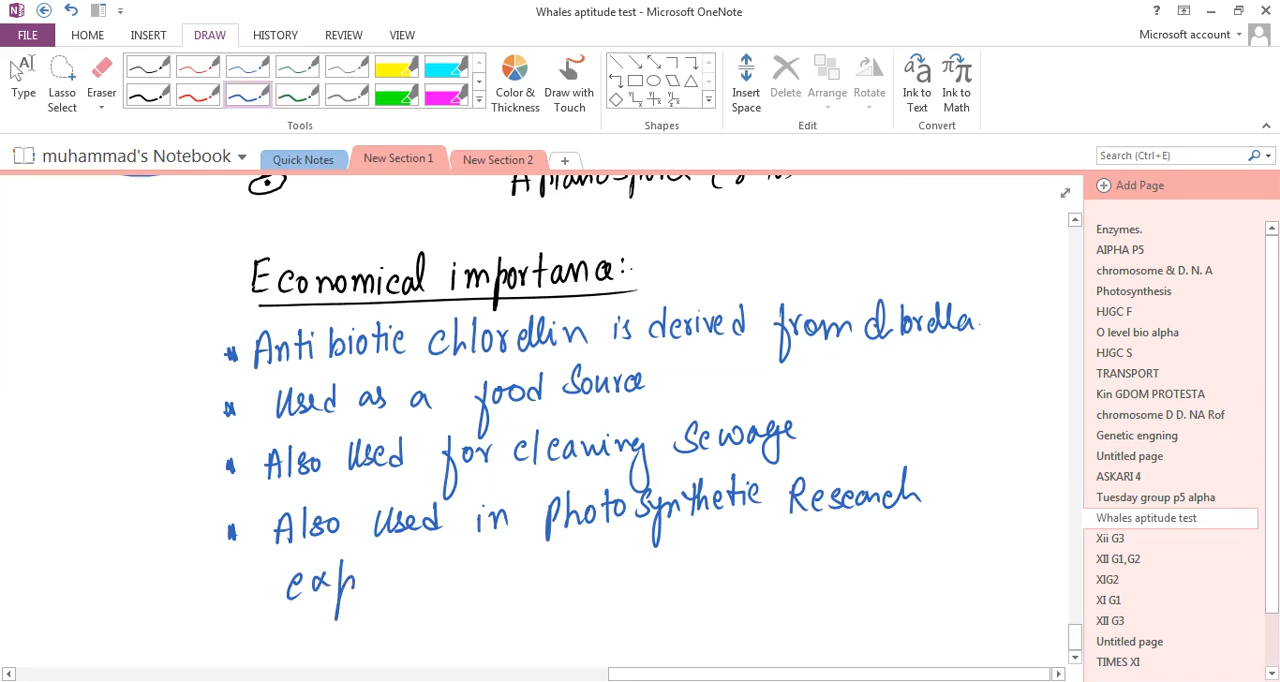 Whales aptitude test - Microsoft OneNote
FILE HOME INSERT DRAW HISTORY REVIEW VIEW
Microsoft account
Type
Lasso Select
Eraser
Color & Thickness
Draw with Touch
Insert Space
Delete
Arrange
Rotate
Ink to Text
Ink to Math
Tools
Shapes
Edit
Convert
muhammad's Notebook
Quick Notes
New Section 1
New Section 2
Search (Ctrl+E)
Economical importance:
Antibiotic chlorellin is derived from chlorella.
Used as a food source
Also used for cleaning sewage
Also used in photosynthetic Research
exp
Add Page
Enzymes.
AlPHA P5
chromosome & D. N. A
Photosynthesis
HJGC F
O level bio alpha
HJGC S
TRANSPORT
Kin GDOM PROTESTA
chromosome D D. NA Rof
Genetic engning
Untitled page
ASKARI 4
Tuesday group p5 alpha
Whales aptitude test
Xii G3
XII G1,G2
XIG2
XI G1
XII G3
Untitled page
TIMES XI